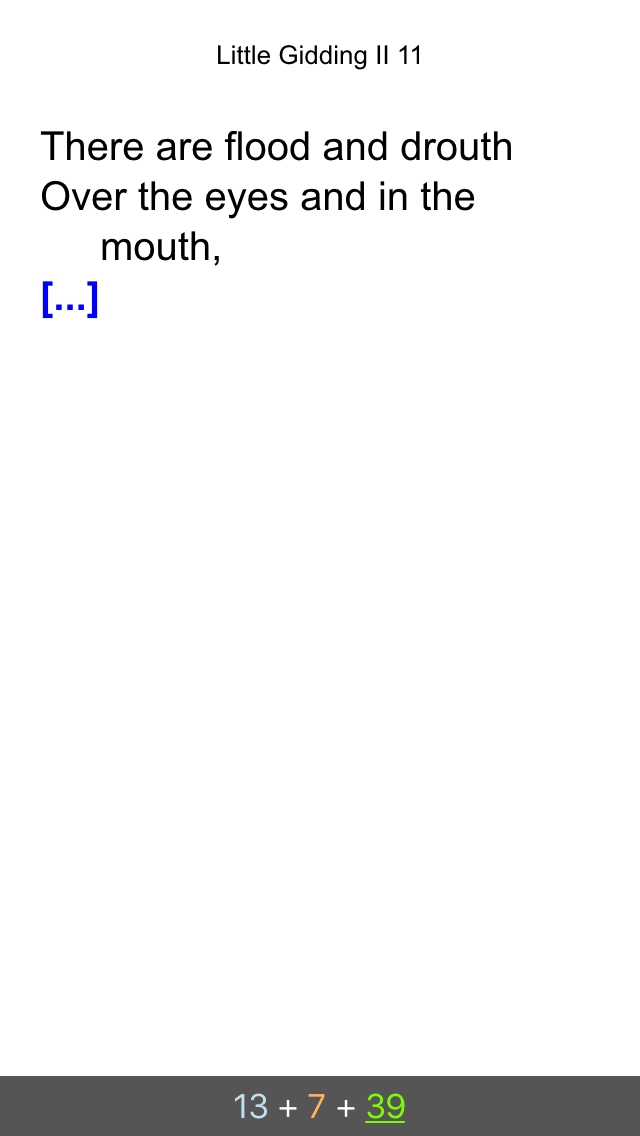 Little Gidding II 11
There are flood and drouth
Over the eyes and in the
mouth,
[...]
13 + 7 + 39